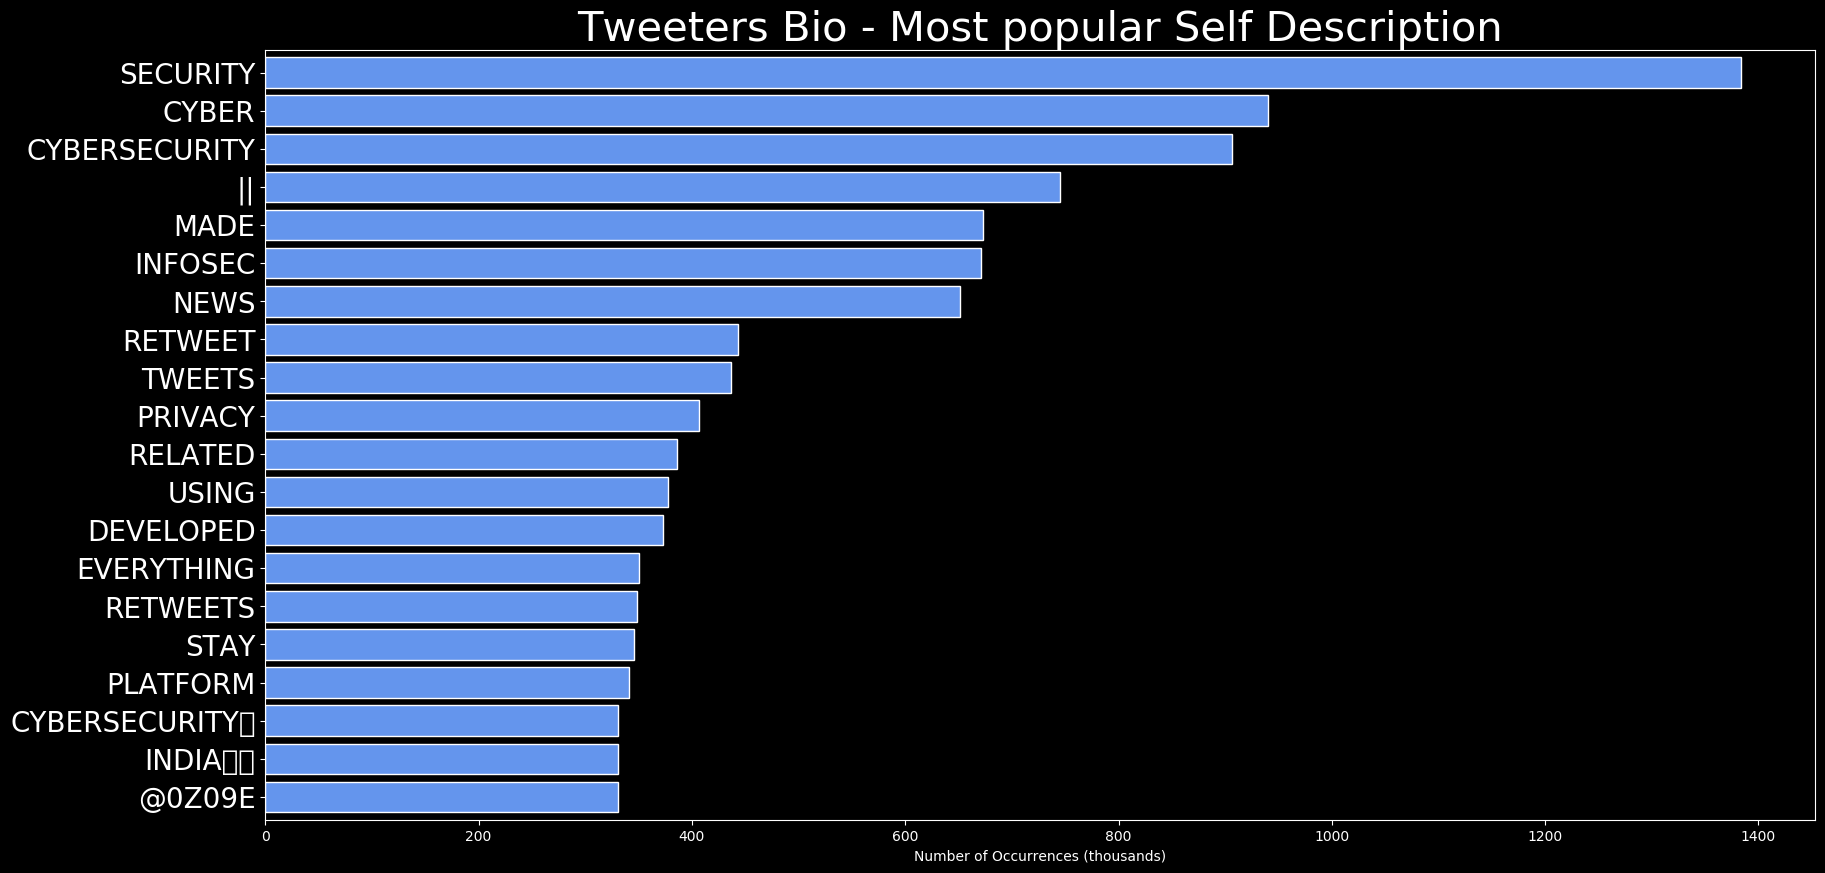 Tweeters Bio - Most popular Self Description
SECURITY
CYBER
CYBERSECURITY
||
MADE
INFOSEC
NEWS
RETWEET
TWEETS
PRIVACY
RELATED
USING
DEVELOPED
EVERYTHING
RETWEETS
STAY
PLATFORM
CYBERSECURITY▯
INDIA▯▯
@0Z09E
0 200 400 600 800 1000 1200 1400
Number of Occurrences (thousands)